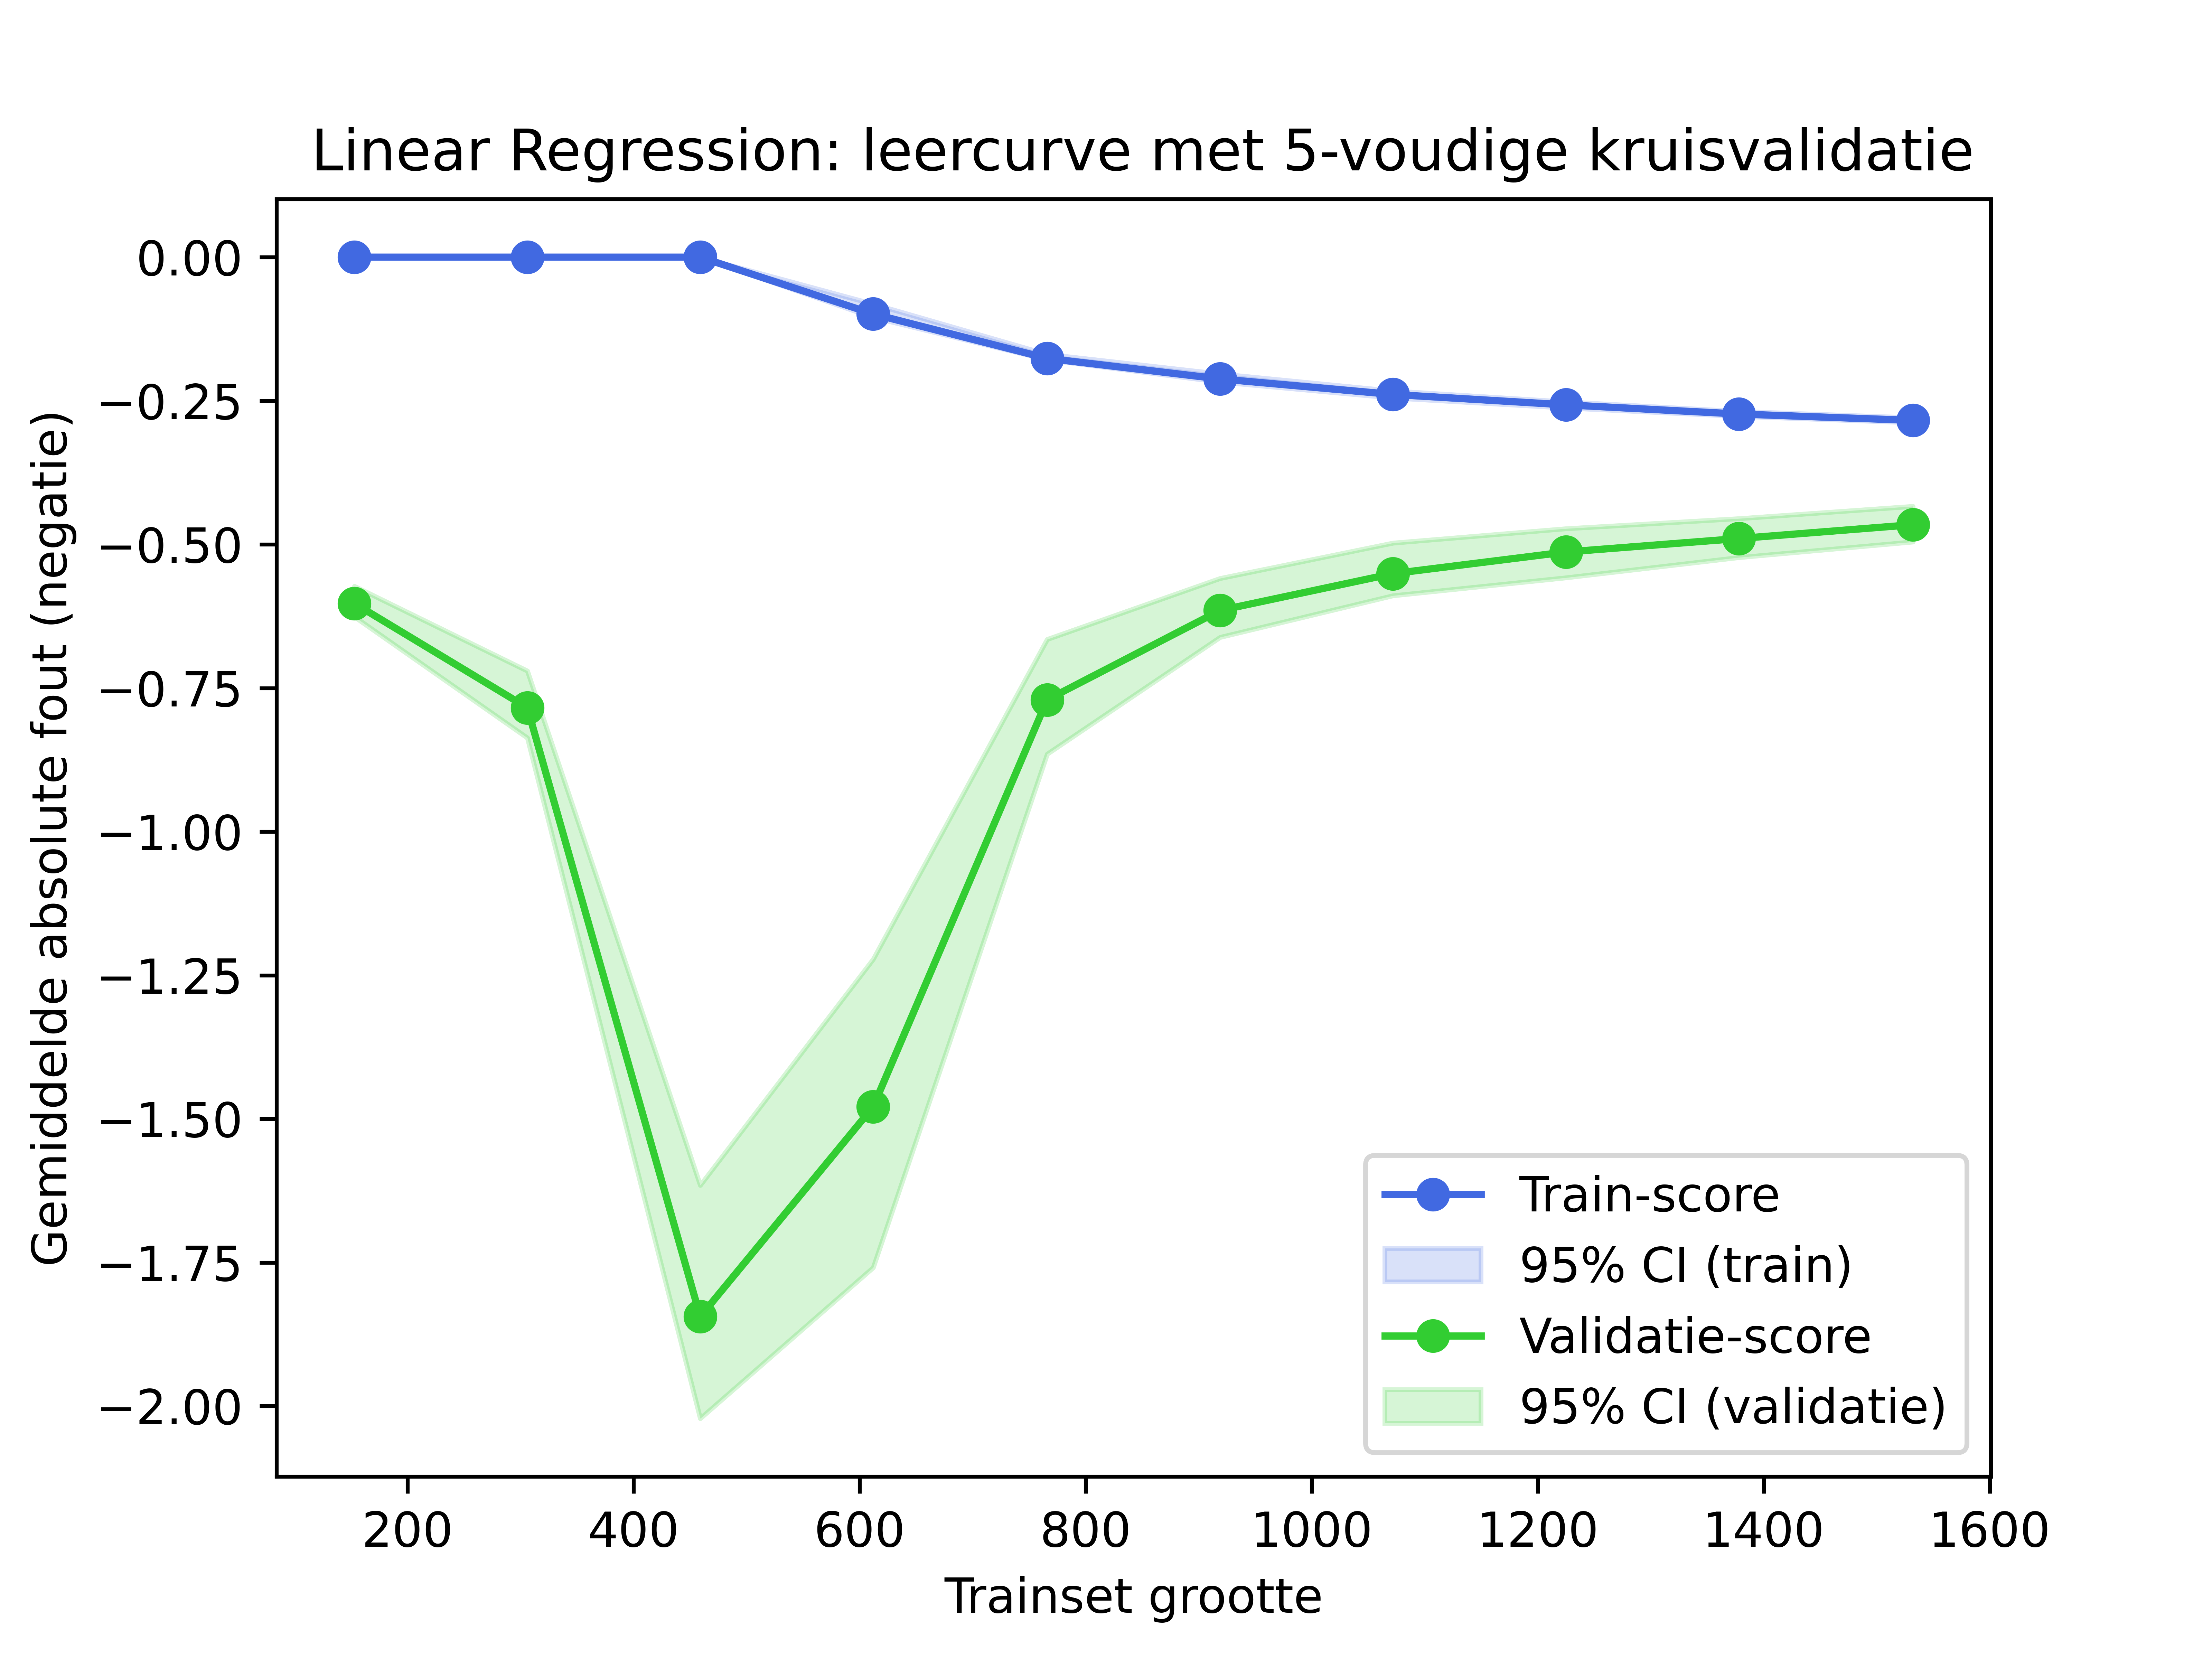 Linear Regression: leercurve met 5-voudige kruisvalidatie
Gemiddelde absolute fout (negatie)
0.00
−0.25
−0.50
−0.75
−1.00
−1.25
−1.50
−1.75
−2.00
Train-score
95% CI (train)
Validatie-score
95% CI (validatie)
200 400 600 800 1000 1200 1400 1600
Trainset grootte